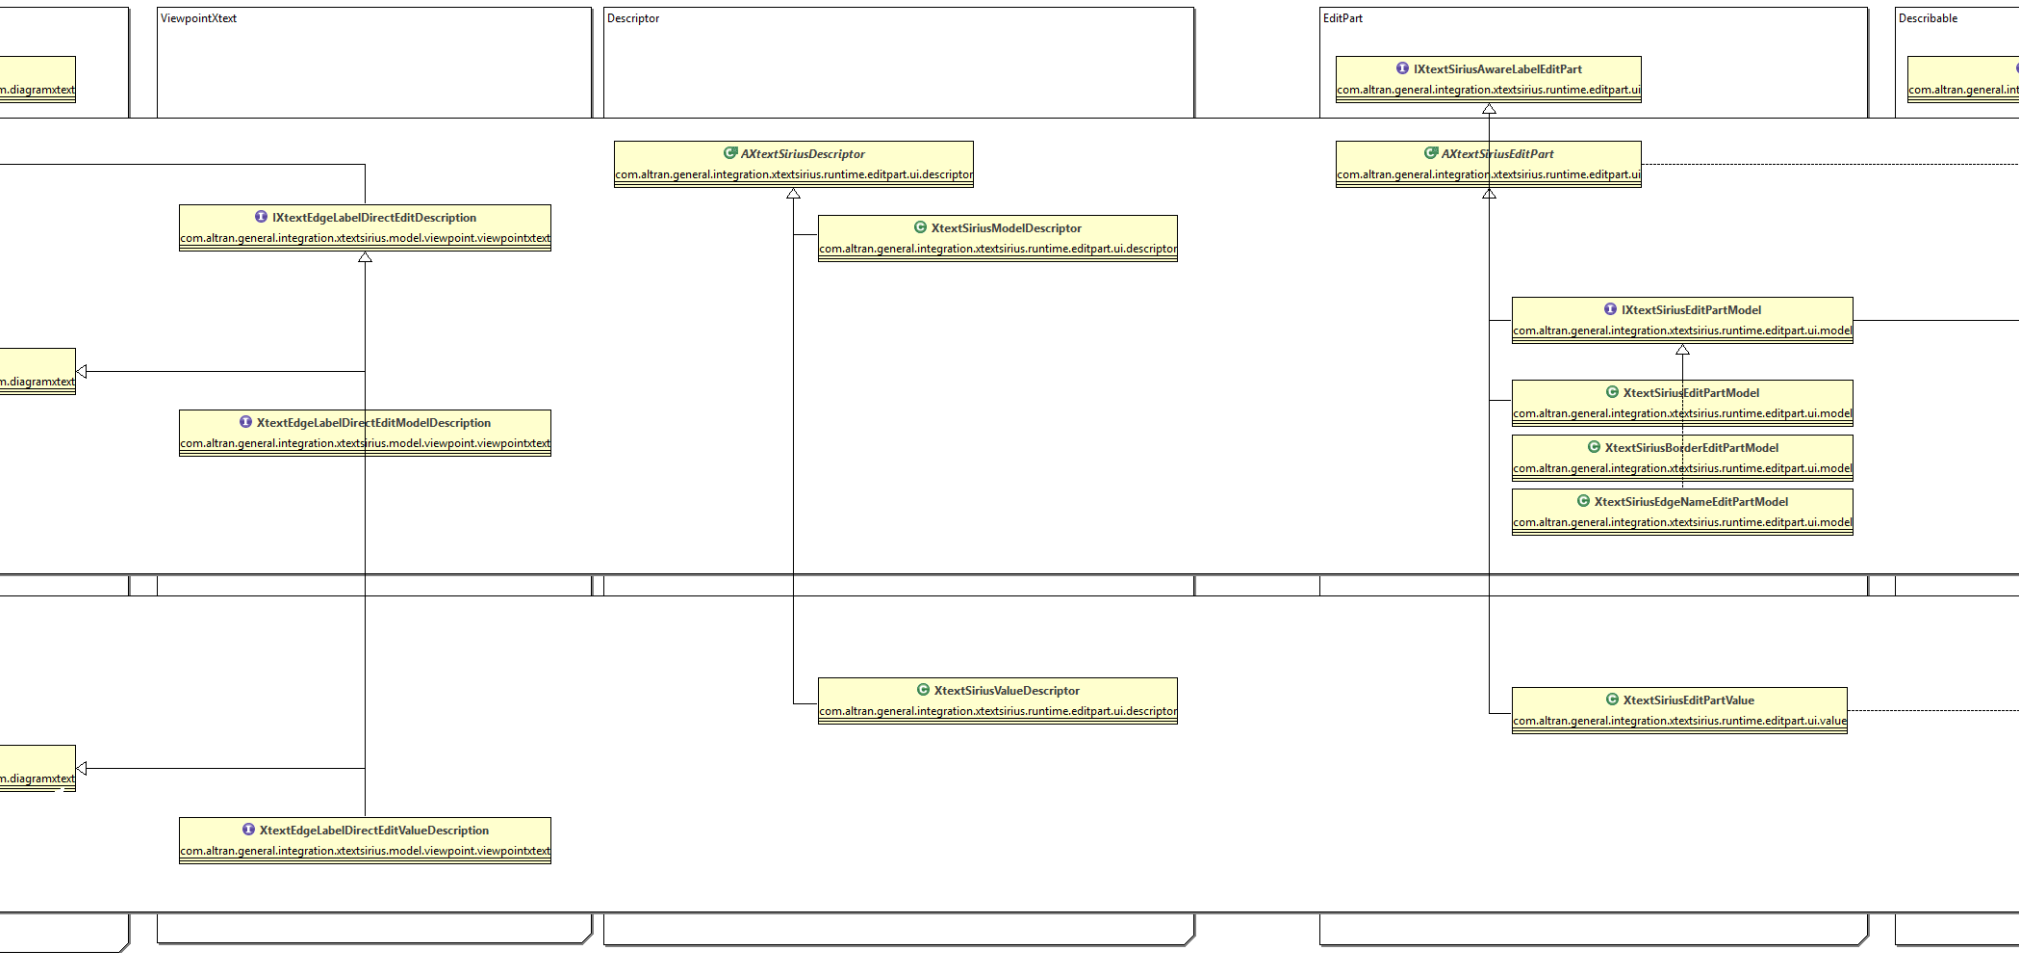 ViewpointXtext
Descriptor
EditPart
Describable
m.diagramxtext
IXtextSiriusAwareLabelEditPart
com.altran.general.integration.xtextsirius.runtime.editpart.ui
com.altran.general.int
AXtextSiriusDescriptor
com.altran.general.integration.xtextsirius.runtime.editpart.ui.descriptor
AXtextSiriusEditPart
com.altran.general.integration.xtextsirius.runtime.editpart.ui
IXtextEdgeLabelDirectEditDescription
com.altran.general.integration.xtextsirius.model.viewpoint.viewpointxtext
XtextSiriusModelDescriptor
com.altran.general.integration.xtextsirius.runtime.editpart.ui.descriptor
IXtextSiriusEditPartModel
com.altran.general.integration.xtextsirius.runtime.editpart.ui.model
m.diagramxtext
XtextSiriusEditPartModel
com.altran.general.integration.xtextsirius.runtime.editpart.ui.model
XtextEdgeLabelDirectEditModelDescription
com.altran.general.integration.xtextsirius.model.viewpoint.viewpointxtext
XtextSiriusBorderEditPartModel
com.altran.general.integration.xtextsirius.runtime.editpart.ui.model
XtextSiriusEdgeNameEditPartModel
com.altran.general.integration.xtextsirius.runtime.editpart.ui.model
XtextSiriusValueDescriptor
com.altran.general.integration.xtextsirius.runtime.editpart.ui.descriptor
XtextSiriusEditPartValue
com.altran.general.integration.xtextsirius.runtime.editpart.ui.value
m.diagramxtext
XtextEdgeLabelDirectEditValueDescription
com.altran.general.integration.xtextsirius.model.viewpoint.viewpointxtext